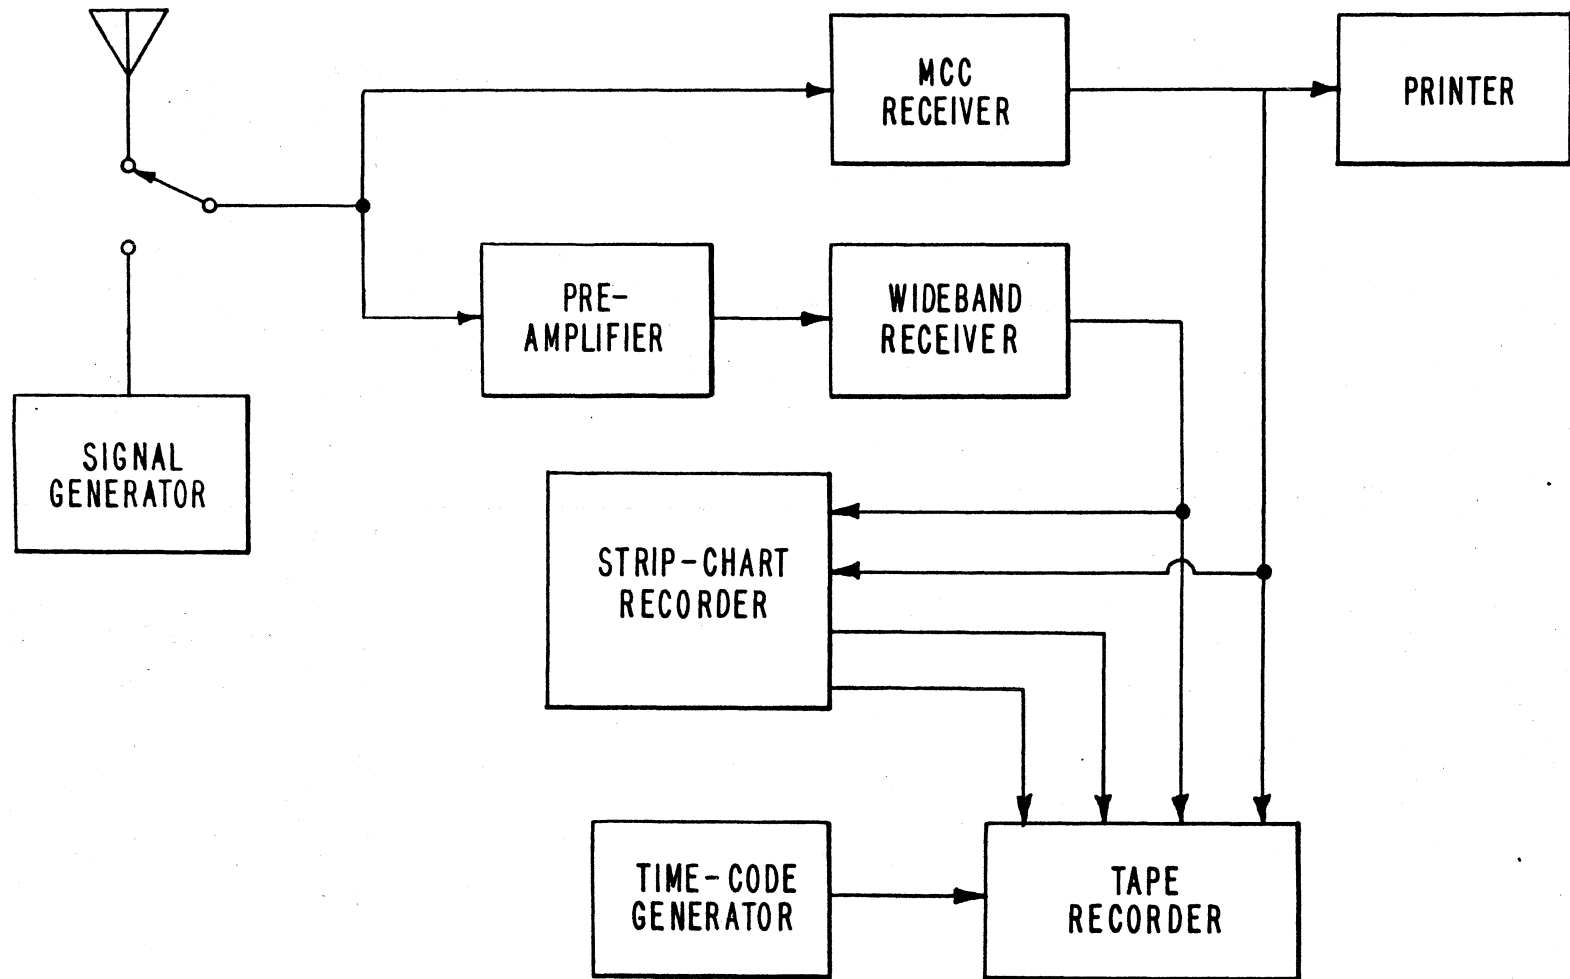 MCC
RECEIVER
PRINTER
PRE-
AMPLIFIER
WIDEBAND
RECEIVER
SIGNAL
GENERATOR
STRIP-CHART
RECORDER
TIME-CODE
GENERATOR
TAPE
RECORDER